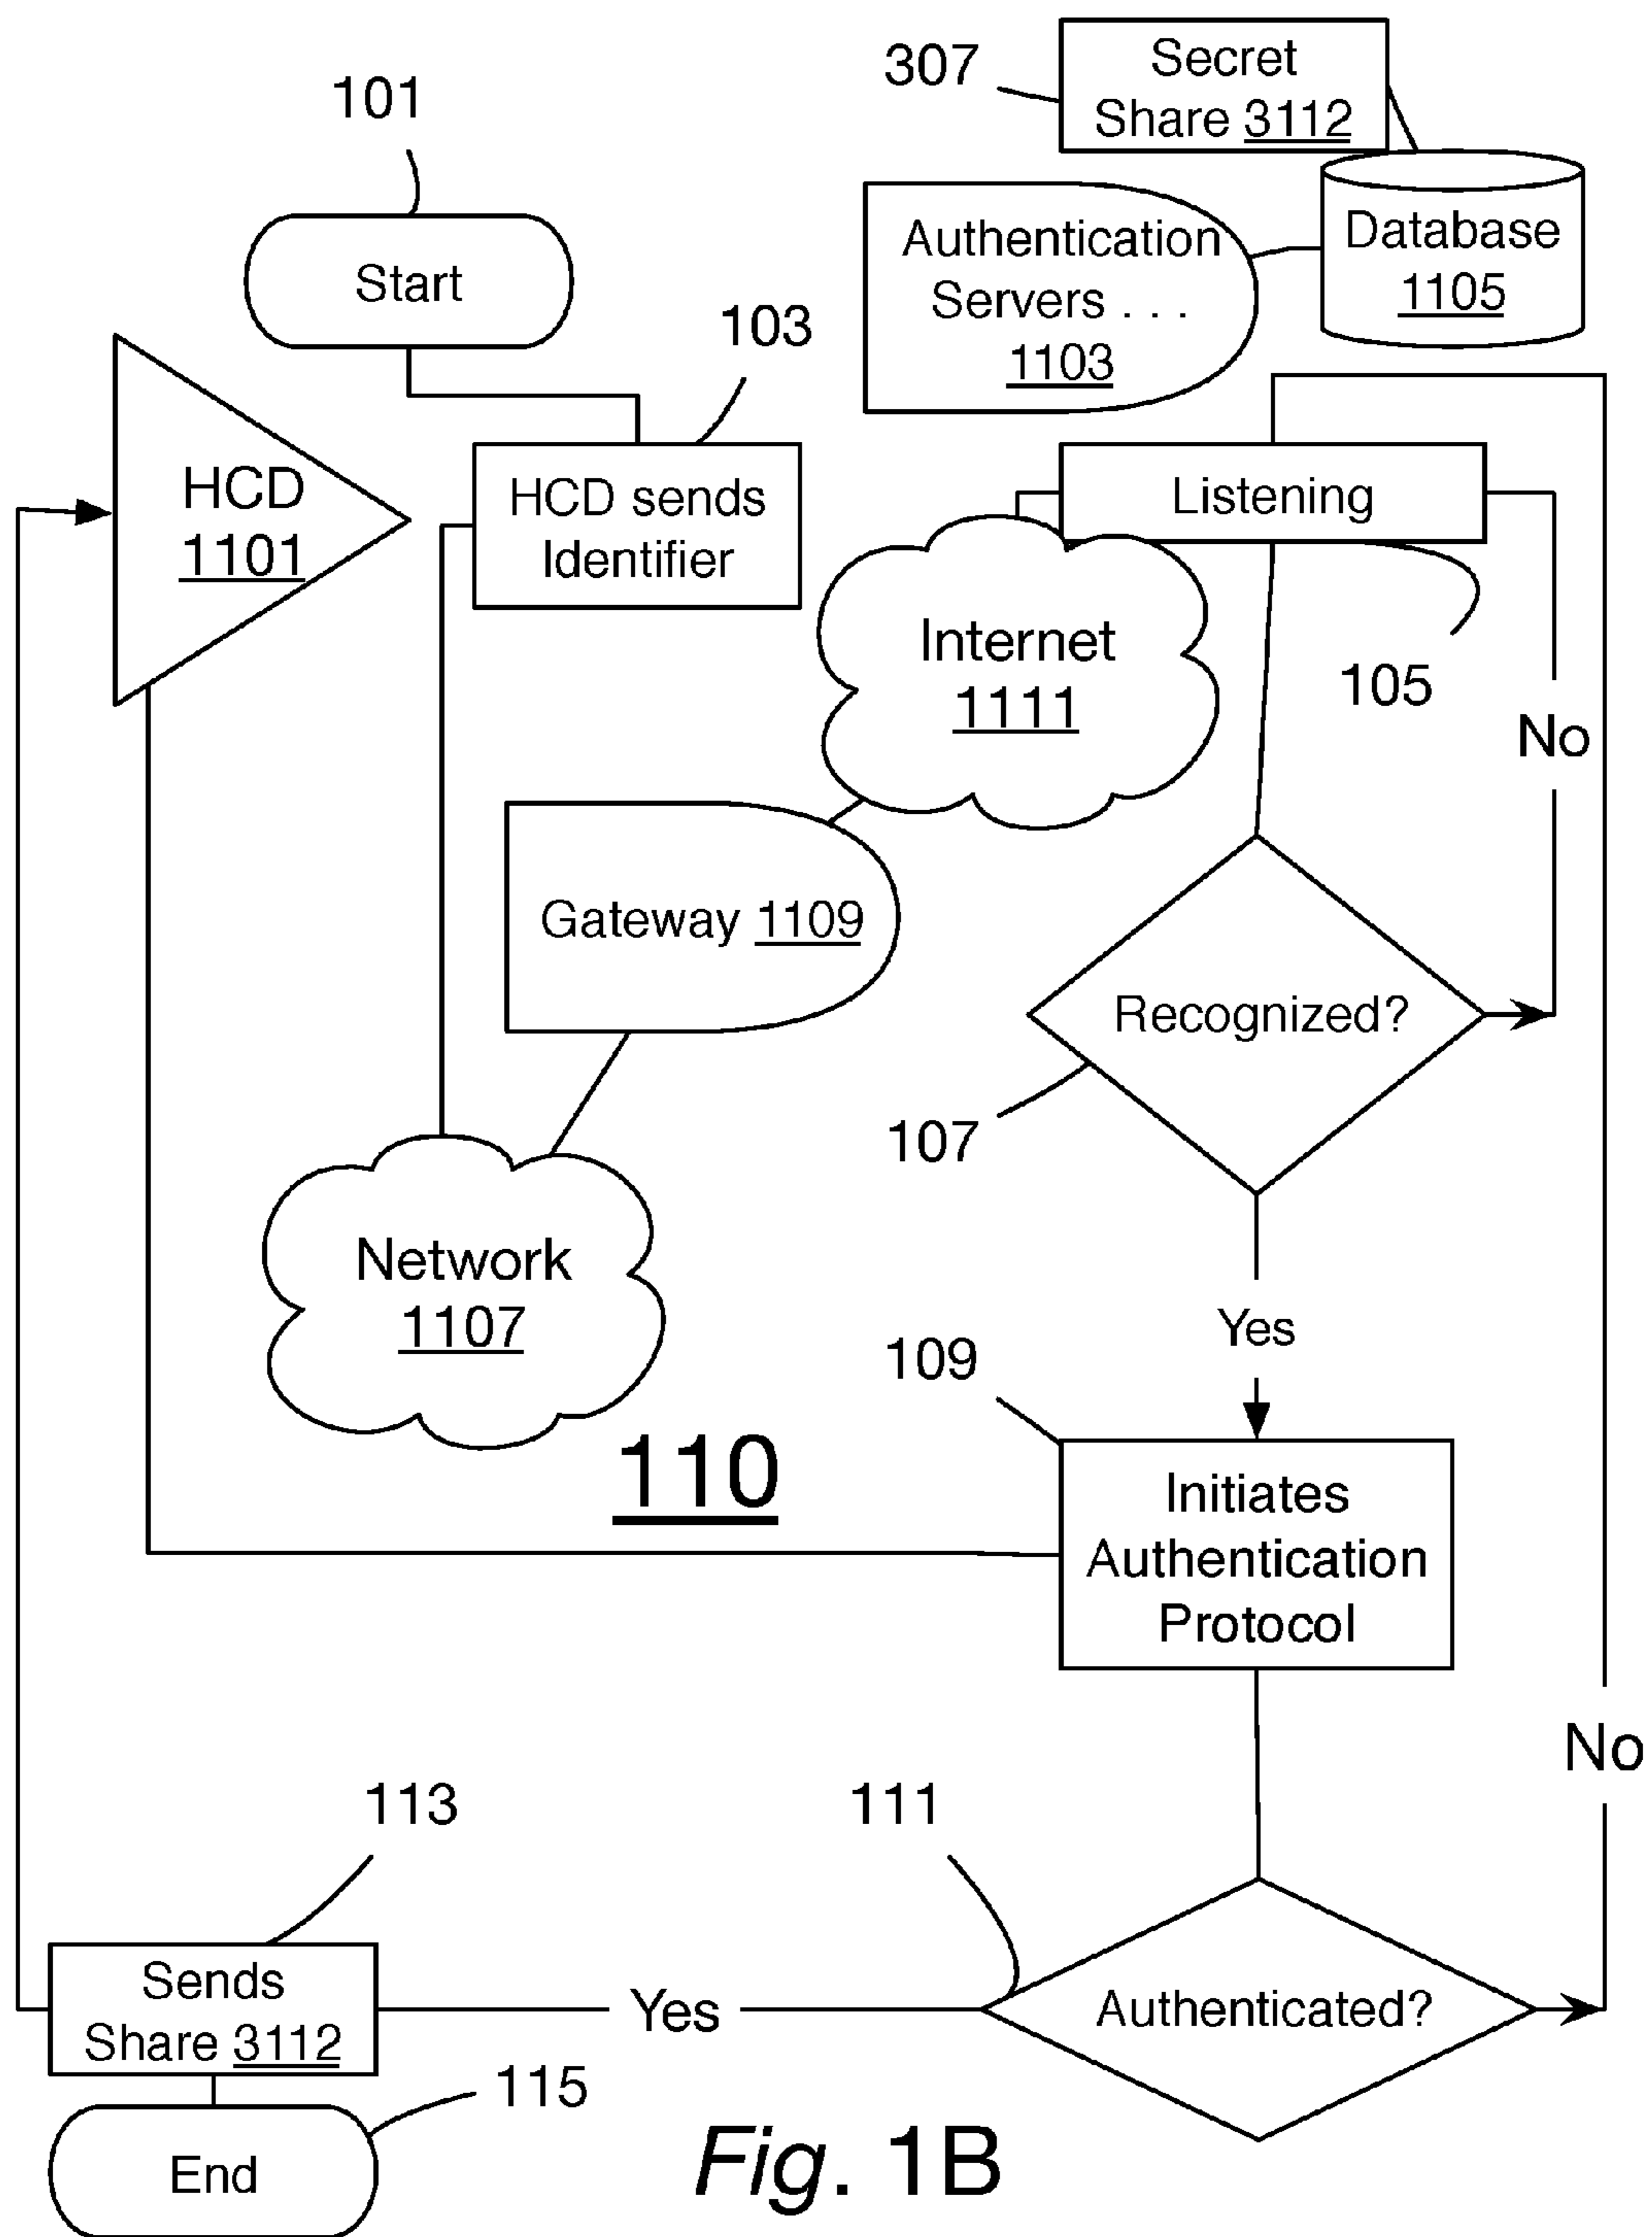 307
Secret
Share 3112
101
Authentication
Servers . . .
1103
Database
1105
Start
103
HCD
1101
HCD sends
Identifier
Listening
Internet
1111
105
No
Gateway 1109
Recognized?
107
Network
1107
Yes
109
110
Initiates
Authentication
Protocol
No
113
111
Sends
Share 3112
Yes
Authenticated?
115
End
Fig. 1B